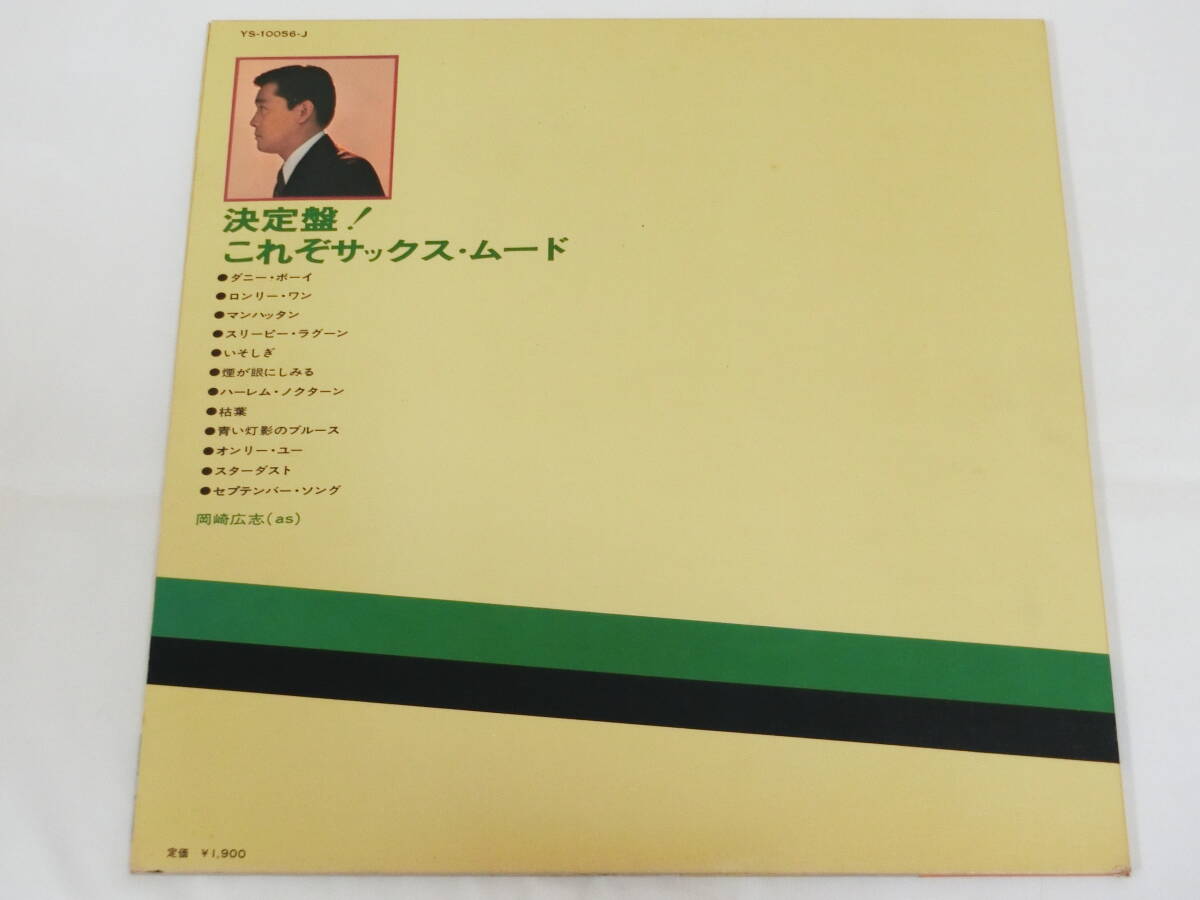 YS-10056-J
決定盤!
これぞサックス・ムード
●ダニー・ボーイ
●ロンリー・ワン
●マンハッタン
●スリーピー・ラグーン
●いそしぎ
●煙が眼にしみる
●ハーレム・ノクターン
●枯葉
●青い灯影のブルース
●オンリー・ユー
●スターダスト
●セプテンバー・ソング
岡崎広志(as)
定価 ¥1,900